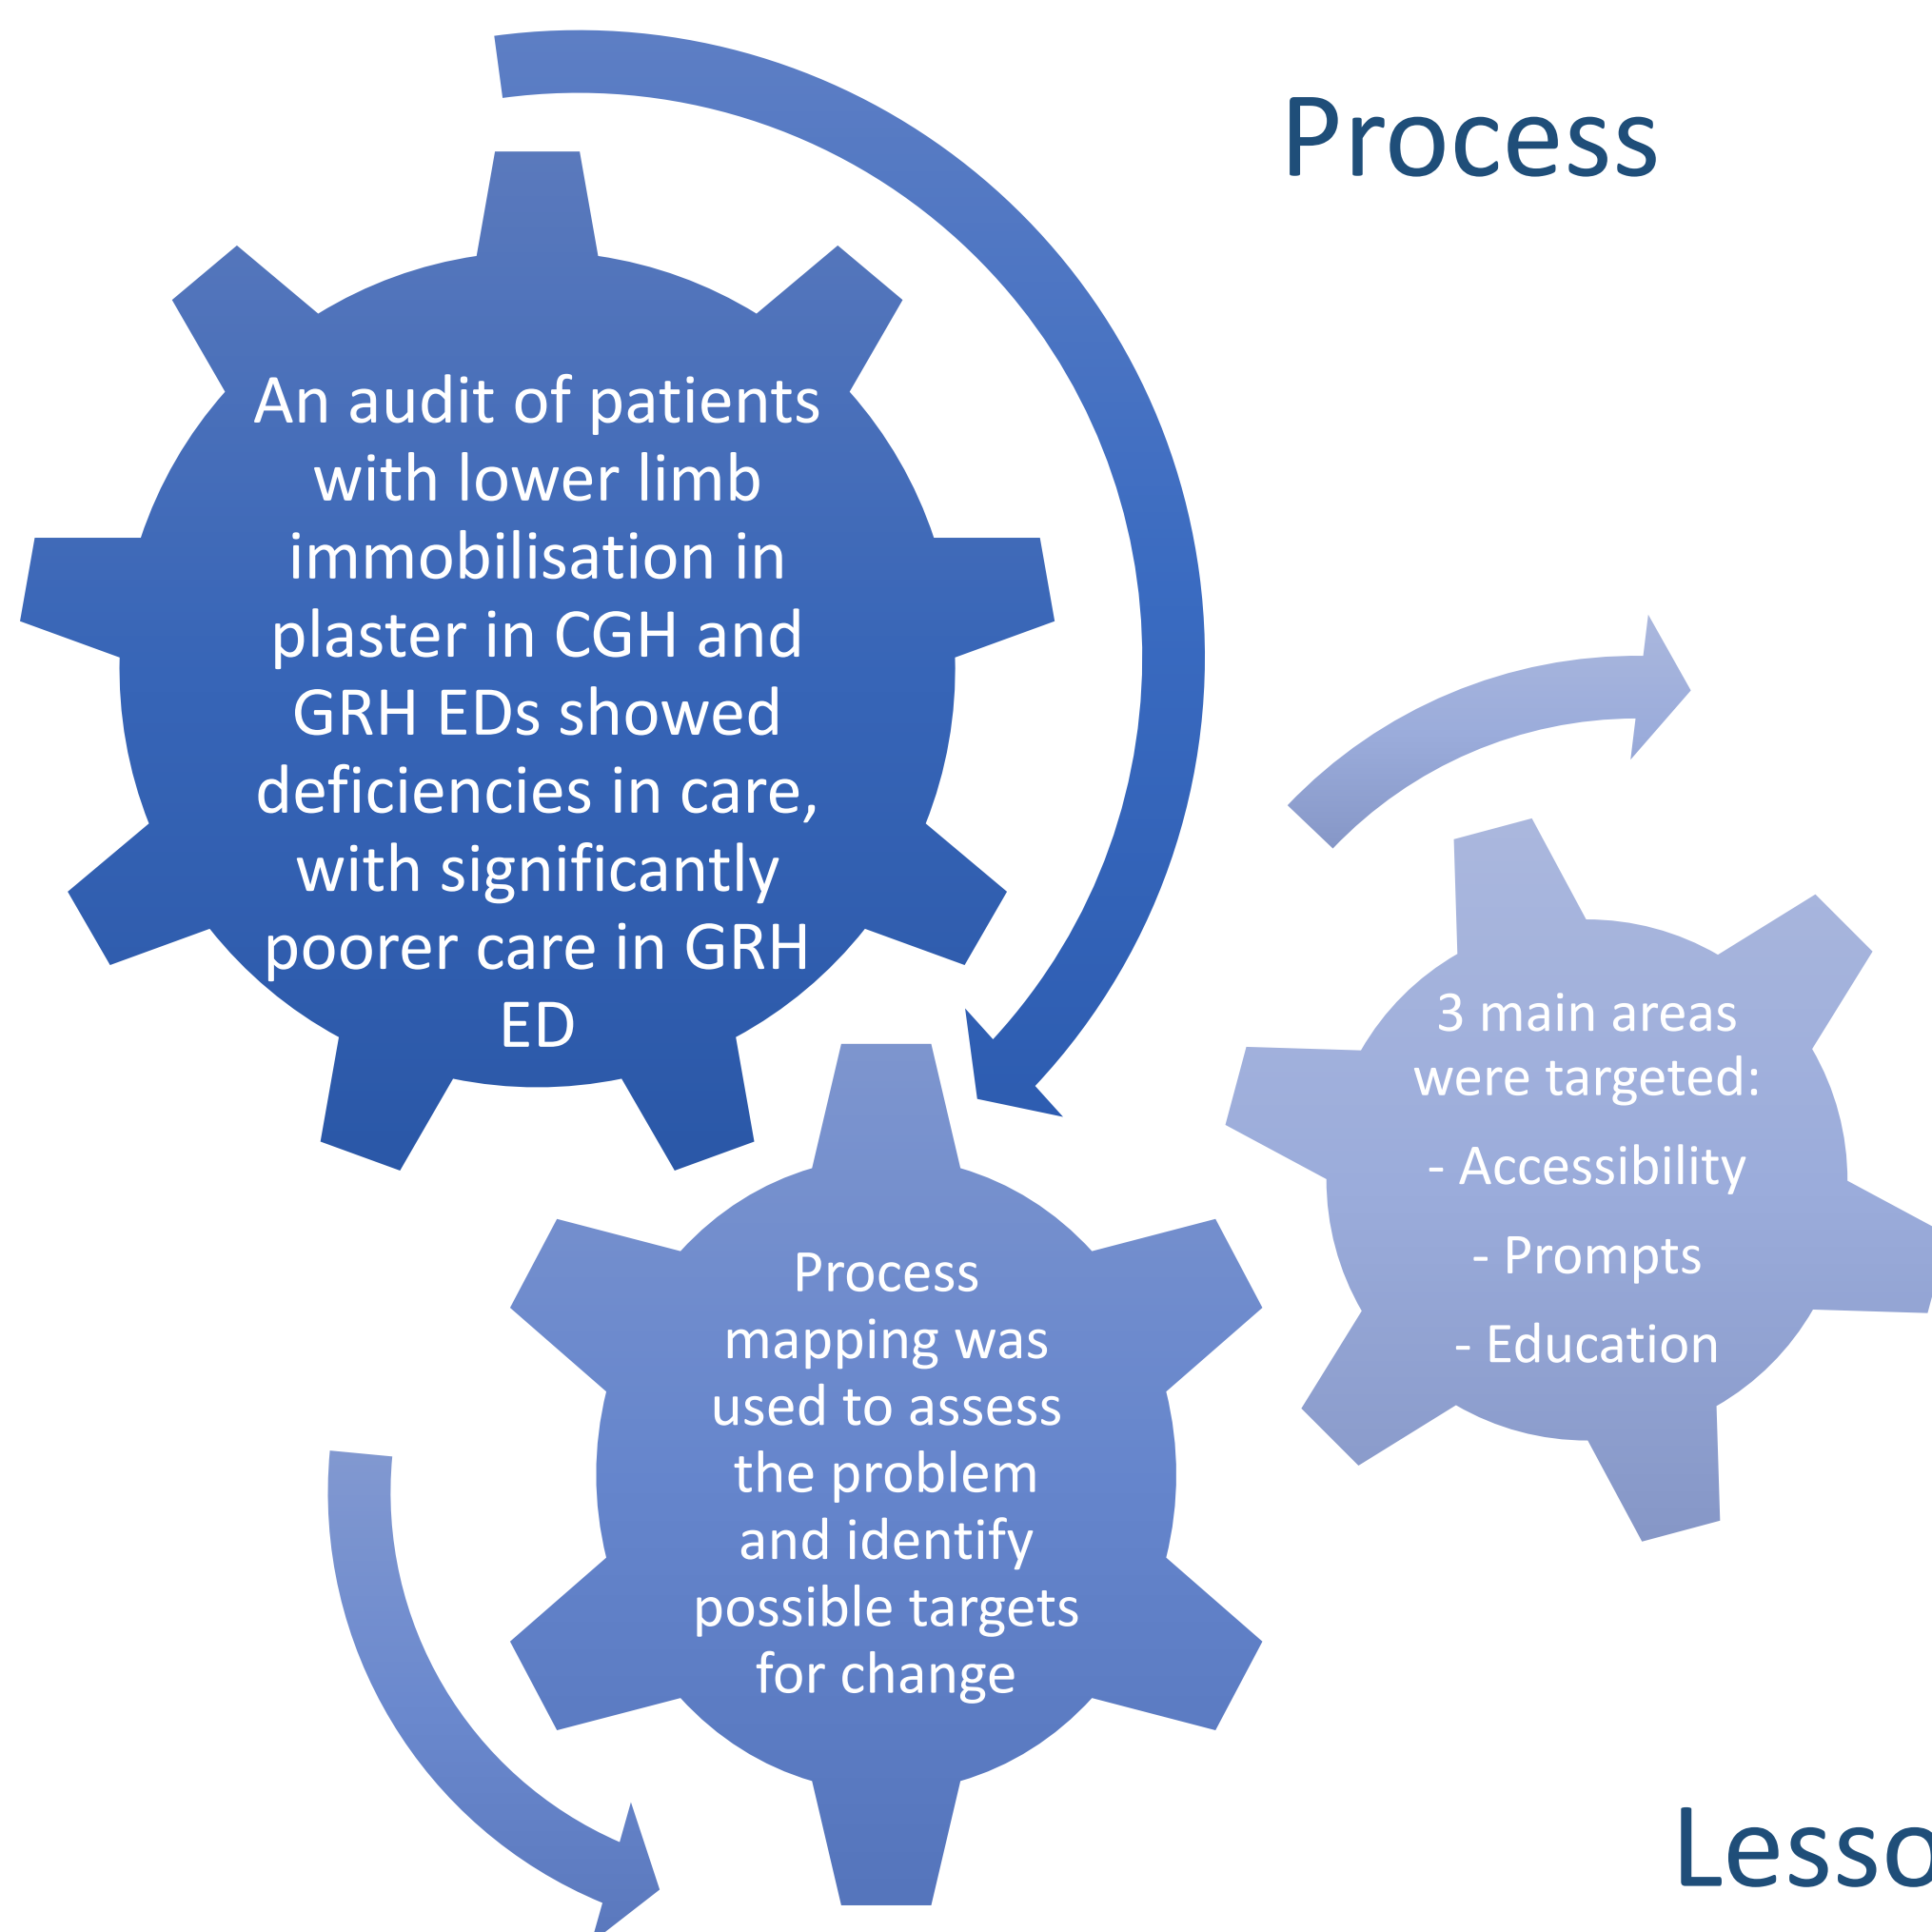 Process
An audit of patients
with lower limb
immobilisation in
plaster in CGH and
GRH EDs showed
deficiencies in care,
with significantly
poorer care in GRH
ED
Process
mapping was
used to assess
the problem
and identify
possible targets
for change
3 main areas
were targeted:
- Accessibility
- Prompts
- Education
Lesso